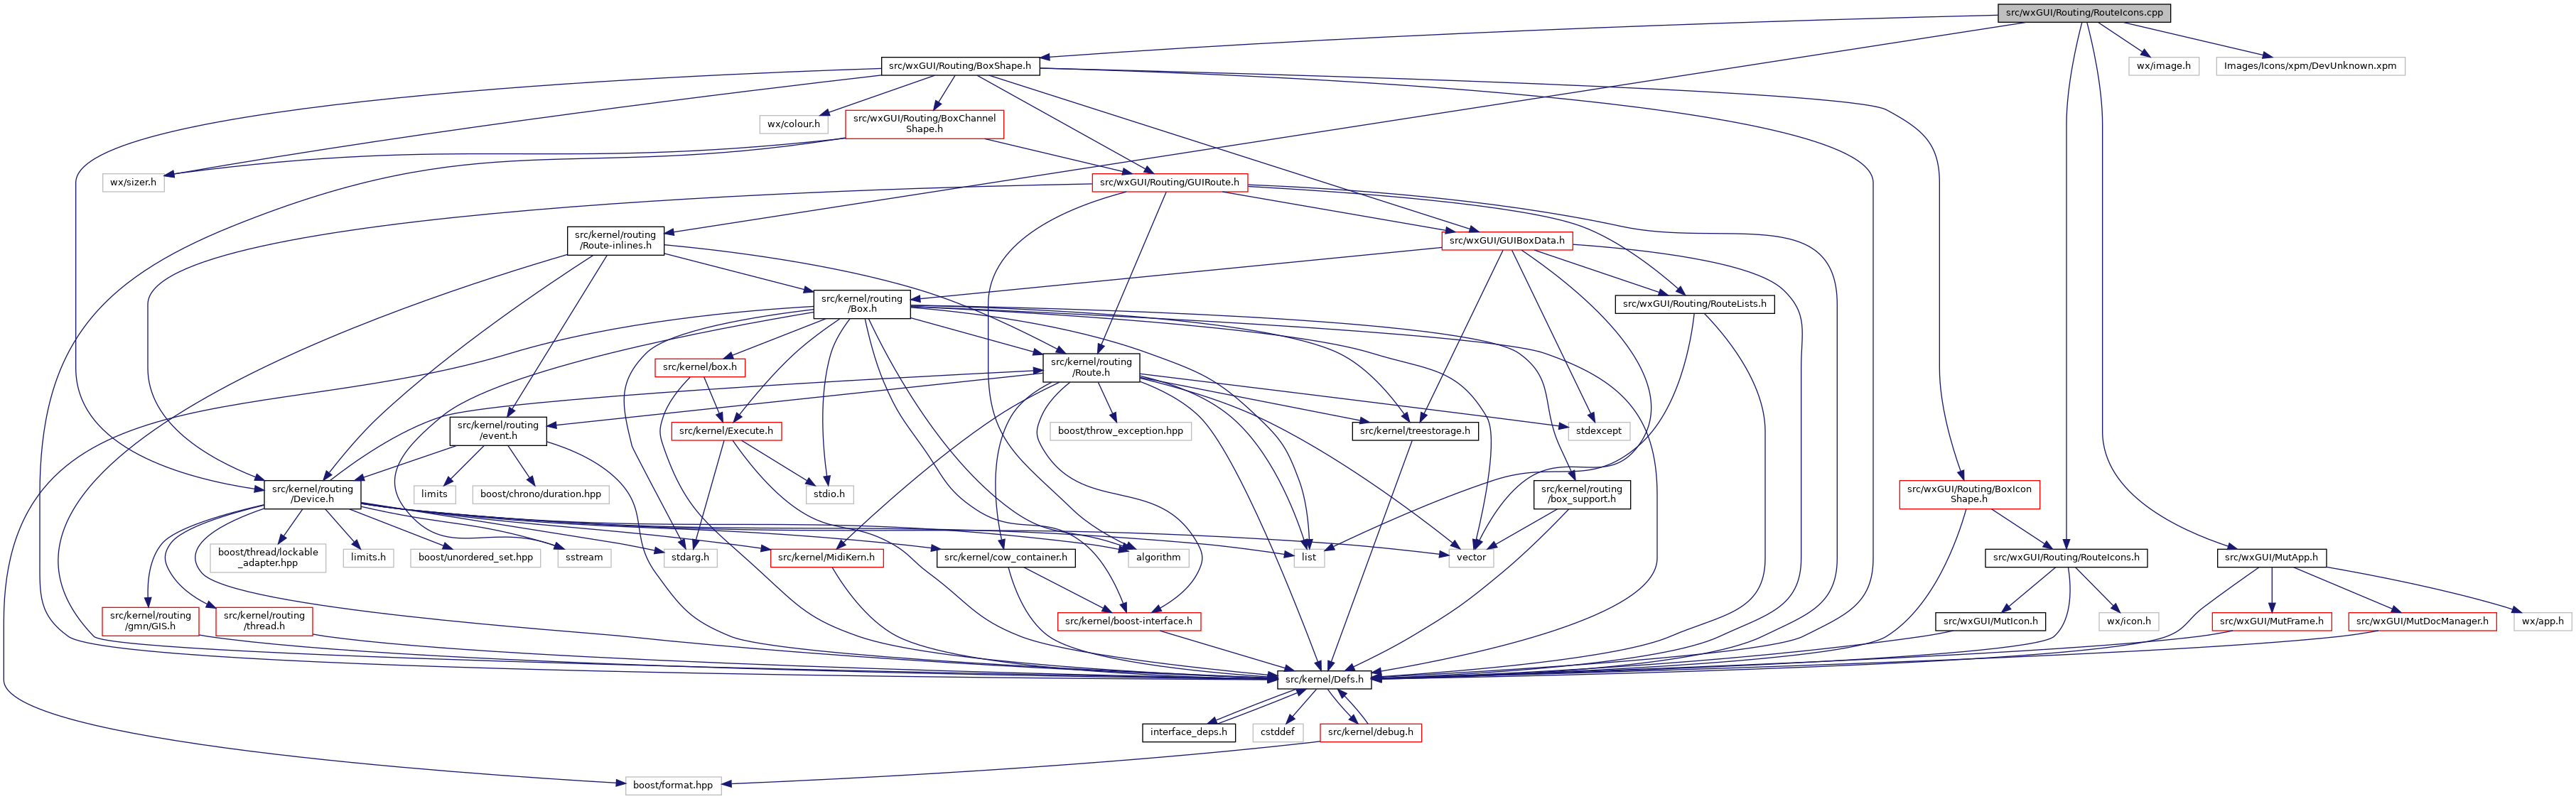 src/wxGUI/Routing/RouteIcons.cpp
src/wxGUI/Routing/BoxShape.h
wx/image.h
Images/Icons/xpm/DevUnknown.xpm
wx/colour.h
src/wxGUI/Routing/BoxChannel
Shape.h
wx/sizer.h
src/wxGUI/Routing/GUIRoute.h
src/kernel/routing
/Route-inlines.h
src/wxGUI/GUIBoxData.h
src/kernel/routing
/Box.h
src/wxGUI/Routing/RouteLists.h
src/kernel/box.h
src/kernel/routing
/Route.h
src/kernel/routing
/event.h
src/kernel/Execute.h
boost/throw_exception.hpp
src/kernel/treestorage.h
stdexcept
src/kernel/routing
/Device.h
limits
boost/chrono/duration.hpp
stdio.h
src/kernel/routing
/box_support.h
src/wxGUI/Routing/BoxIcon
Shape.h
boost/thread/lockable
_adapter.hpp
limits.h
boost/unordered_set.hpp
sstream
stdarg.h
src/kernel/MidiKern.h
src/kernel/cow_container.h
algorithm
list
vector
src/wxGUI/Routing/RouteIcons.h
src/wxGUI/MutApp.h
src/kernel/routing
/gmn/GIS.h
src/kernel/routing
/thread.h
src/kernel/boost-interface.h
src/wxGUI/MutIcon.h
wx/icon.h
src/wxGUI/MutFrame.h
src/wxGUI/MutDocManager.h
wx/app.h
src/kernel/Defs.h
interface_deps.h
cstddef
src/kernel/debug.h
boost/format.hpp